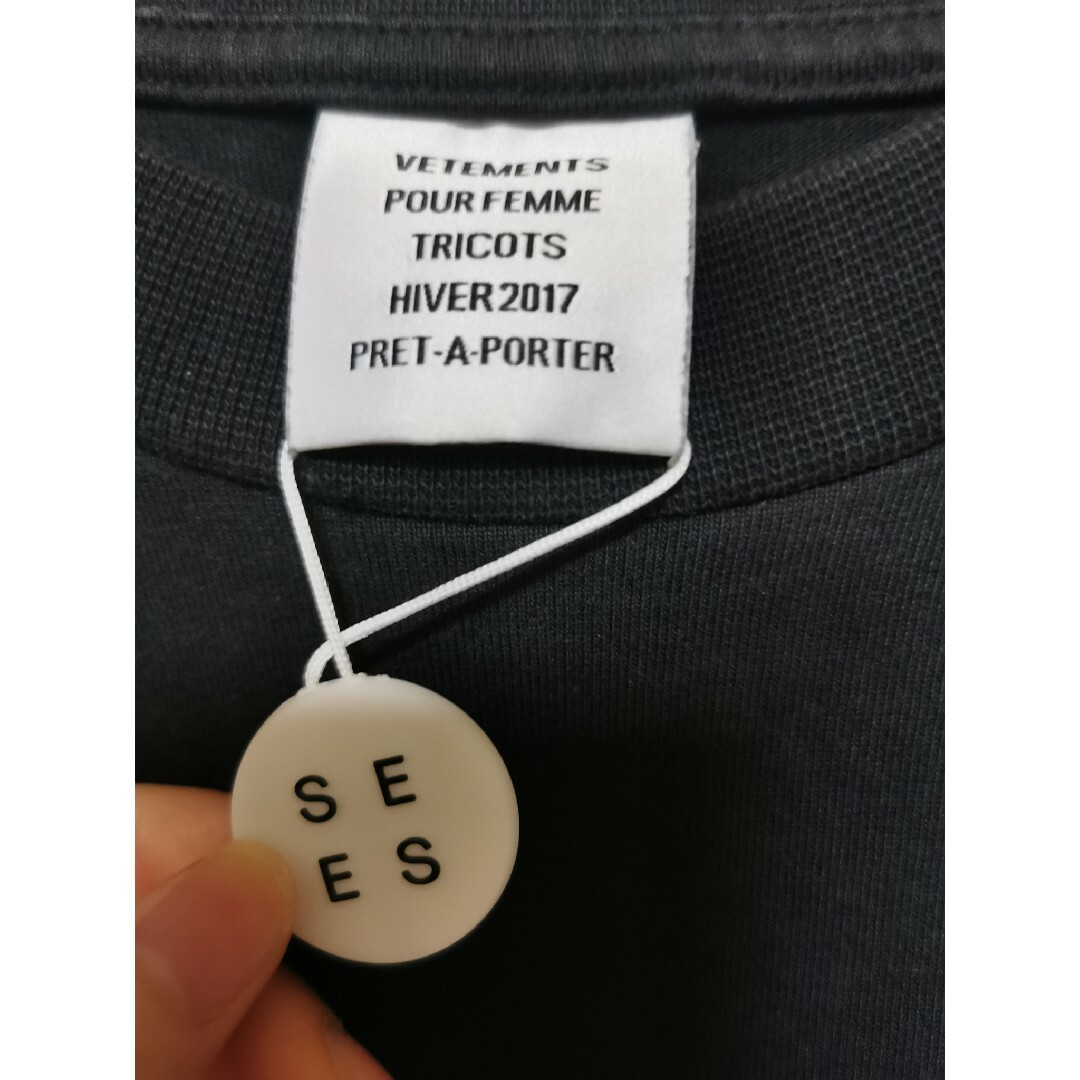 VETEMENTS
POUR FEMME
TRICOTS
HIVER 2017
PRET-A-PORTER
S E
E S